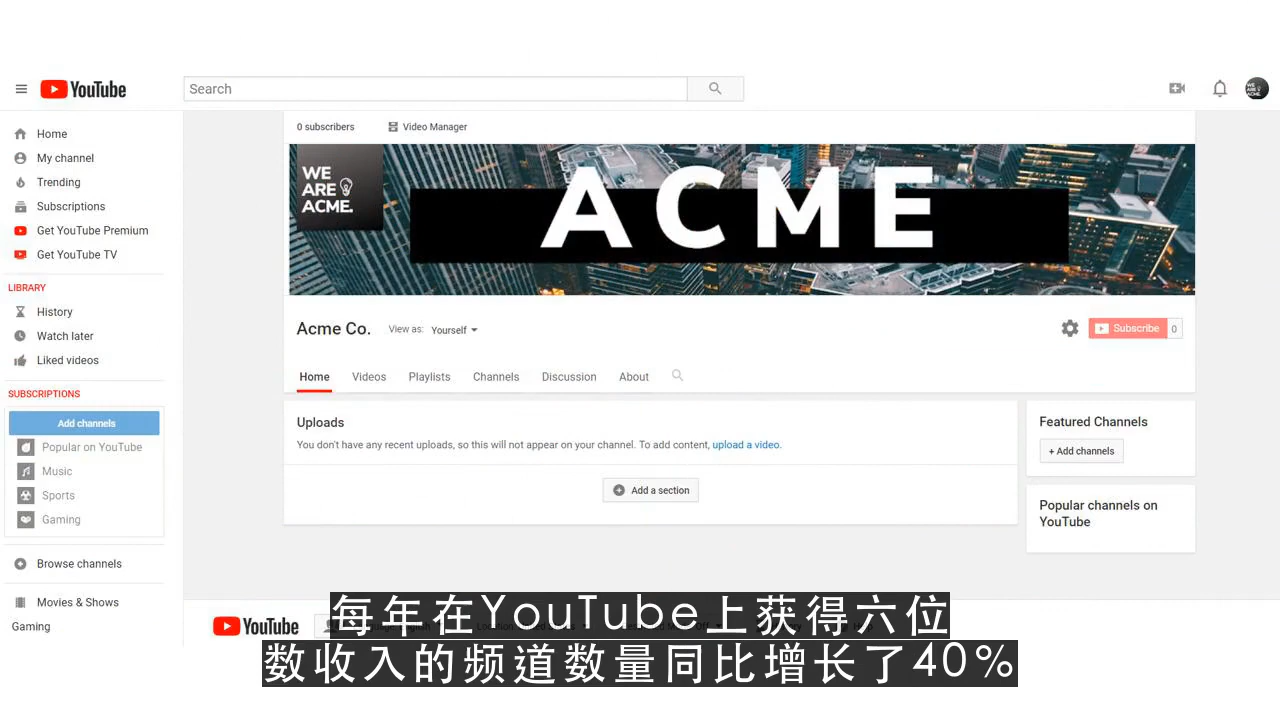 YouTube
Search
Home
My channel
Trending
Subscriptions
Get YouTube Premium
Get YouTube TV
LIBRARY
History
Watch later
Liked videos
SUBSCRIPTIONS
Add channels
Popular on YouTube
Music
Sports
Gaming
Browse channels
Movies & Shows
Gaming
0 subscribers
Video Manager
WE
ARE
ACME.
ACME
Acme Co.
View as: Yourself
Subscribe 0
Home Videos Playlists Channels Discussion About
Uploads
You don't have any recent uploads, so this will not appear on your channel. To add content, upload a video.
Add a section
Featured Channels
+ Add channels
Popular channels on
YouTube
YouTube
每年在YouTube上获得六位
数收入的频道数量同比增长了40%